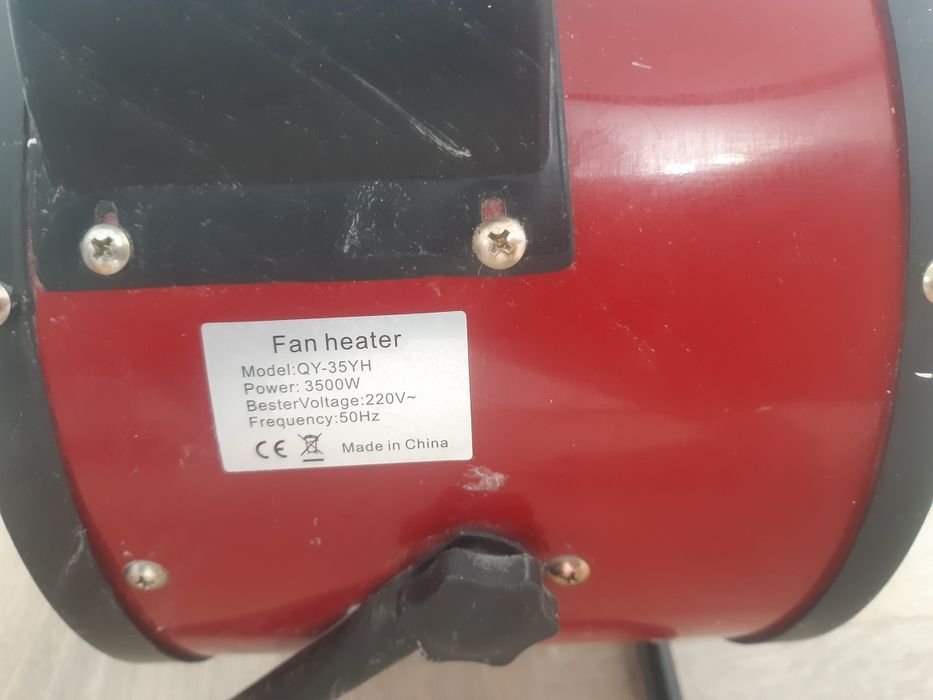 Fan heater
Model:QY-35YH
Power: 3500W
BesterVoltage:220V~
Frequency:50Hz
CE Made in China